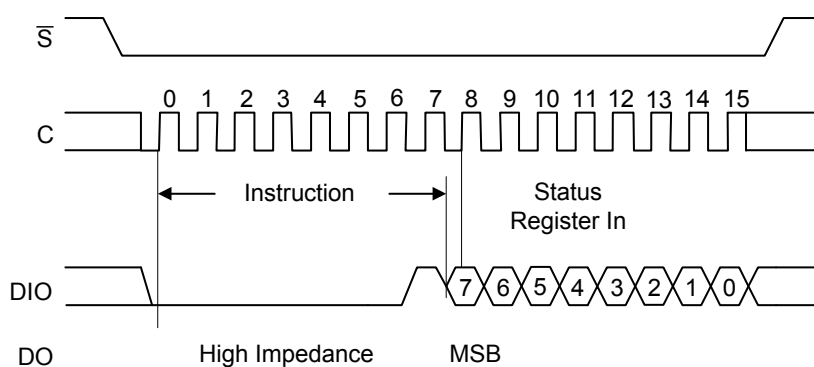 S̅
0 1 2 3 4 5 6 7 8 9 10 11 12 13 14 15
C
Instruction
Status
Register In
DIO
7 6 5 4 3 2 1 0
DO
High Impedance
MSB